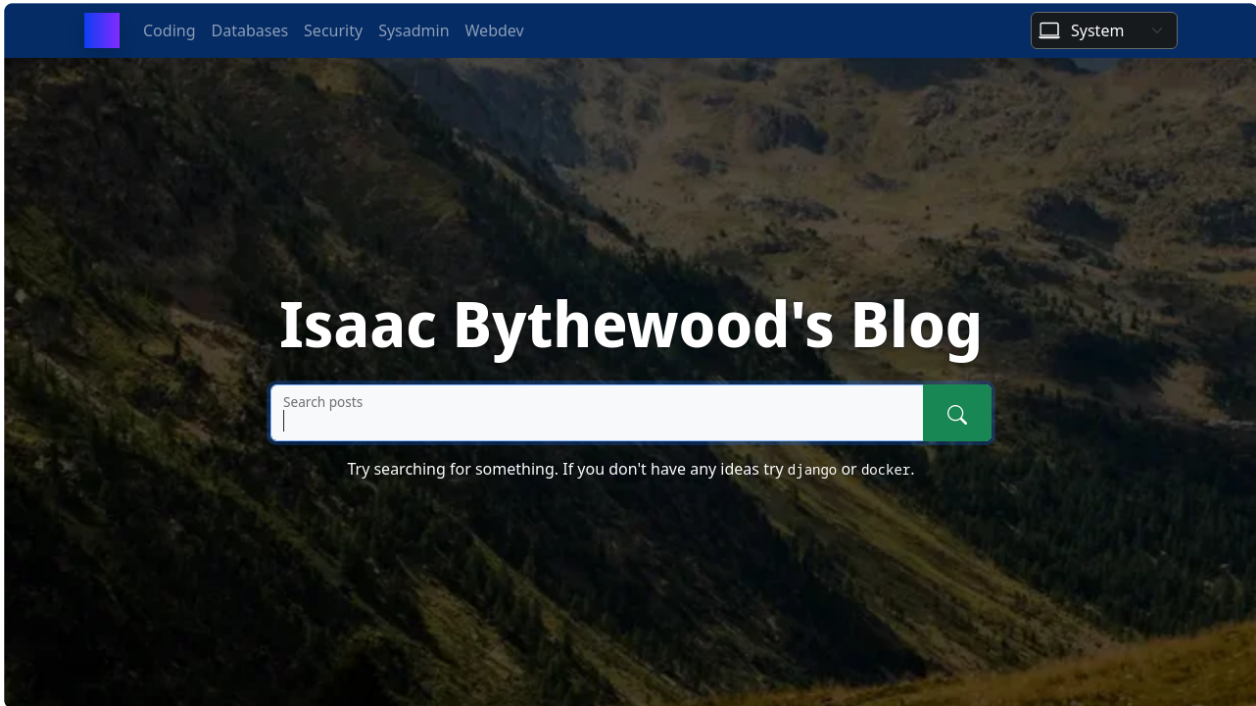 Coding Databases Security Sysadmin Webdev System
Isaac Bythewood's Blog
Search posts
Try searching for something. If you don't have any ideas try django or docker.